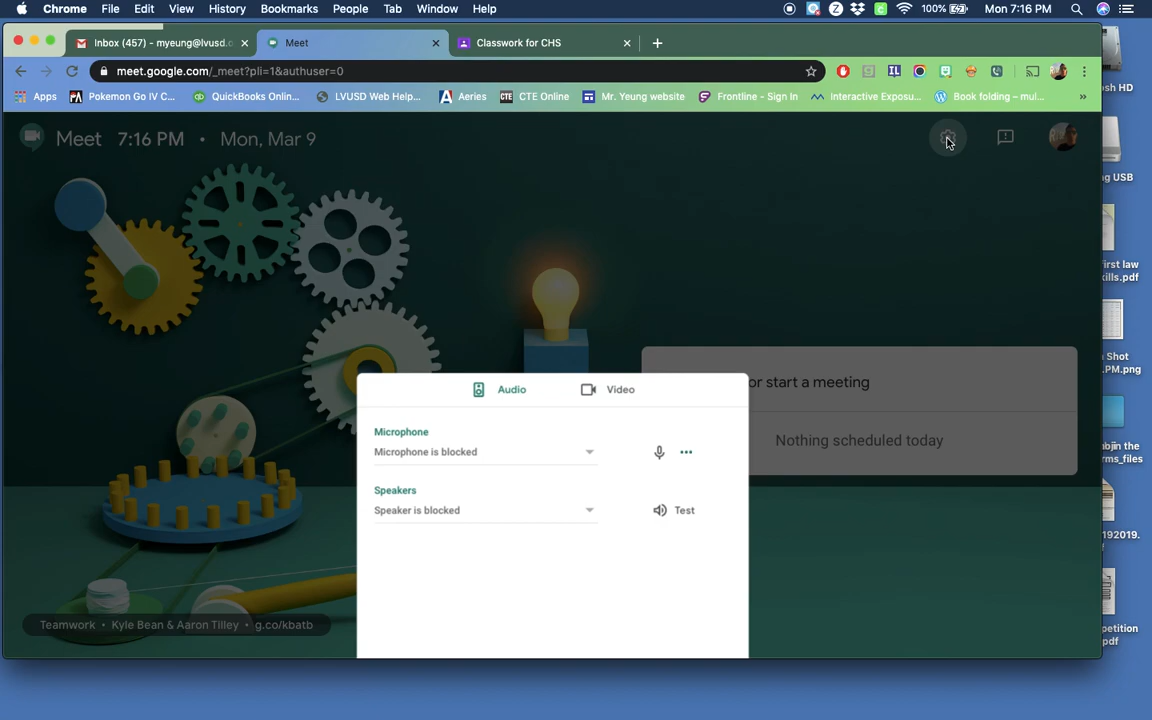 Chrome File Edit View History Bookmarks People Tab Window Help 100% Mon 7:16 PM
Inbox (457) - myeung@lvusd.o
Meet
Classwork for CHS
meet.google.com/_meet?pli=1&authuser=0
Apps
Pokemon Go IV C...
QuickBooks Onlin...
LVUSD Web Help...
Aeries
CTE Online
Mr. Yeung website
Frontline - Sign In
Interactive Exposu...
Book folding – mul...
»
Meet 7:16 PM • Mon, Mar 9
or start a meeting
Nothing scheduled today
Audio
Video
Microphone
Microphone is blocked
Speakers
Speaker is blocked
Test
Teamwork • Kyle Bean & Aaron Tilley • g.co/kbatb
ush HD
ng USB
first law
kills.pdf
n Shot
.PM.png
ubjin the
rms_files
192019.
f
petition
pdf